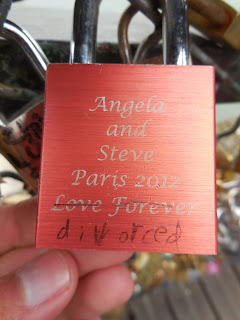 Angela
and
Steve
Paris 2012
Love Forever
divorced